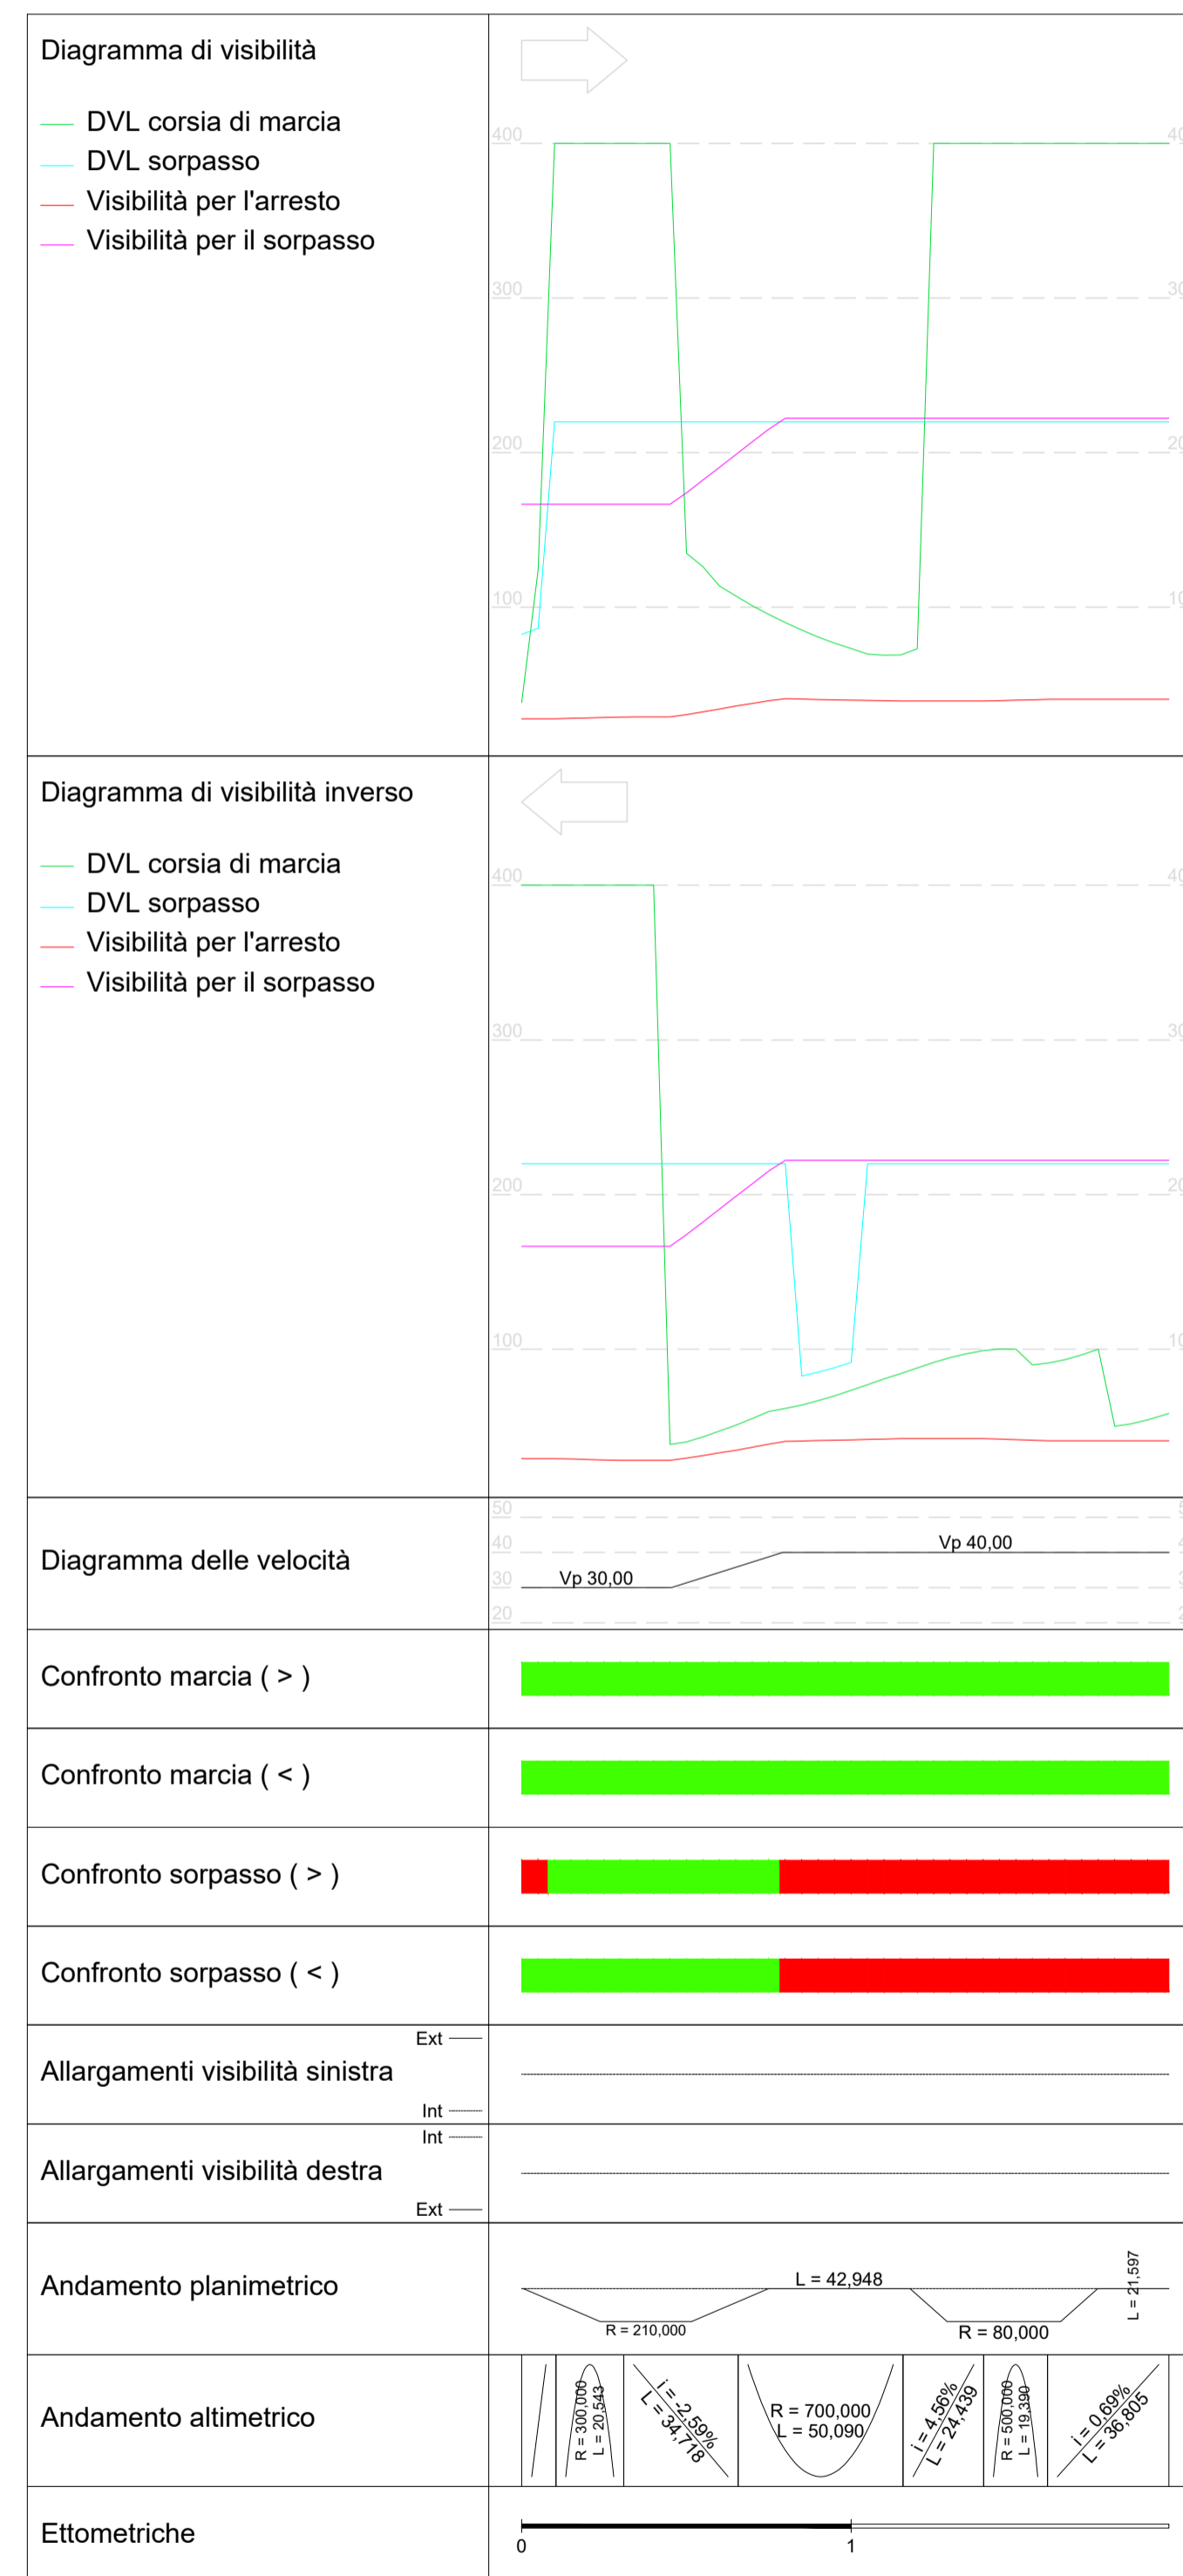 Diagramma di visibilità
DVL corsia di marcia
DVL sorpasso
Visibilità per l'arresto
Visibilità per il sorpasso
400
300
200
100
Diagramma di visibilità inverso
DVL corsia di marcia
DVL sorpasso
Visibilità per l'arresto
Visibilità per il sorpasso
400
300
200
100
Diagramma delle velocità
50
40
30
20
Vp 30,00
Vp 40,00
Confronto marcia ( > )
Confronto marcia ( < )
Confronto sorpasso ( > )
Confronto sorpasso ( < )
Ext
Allargamenti visibilità sinistra
Int
Int
Allargamenti visibilità destra
Ext
Andamento planimetrico
R = 210,000
L = 42,948
R = 80,000
L = 21,597
Andamento altimetrico
R = 300,000
L = 20,543
i = -2,59%
L = 34,718
R = 700,000
L = 50,090
i = 4,56%
L = 24,439
R = 500,000
L = 19,390
i = 0,69%
L = 36,805
Ettometriche
0
1